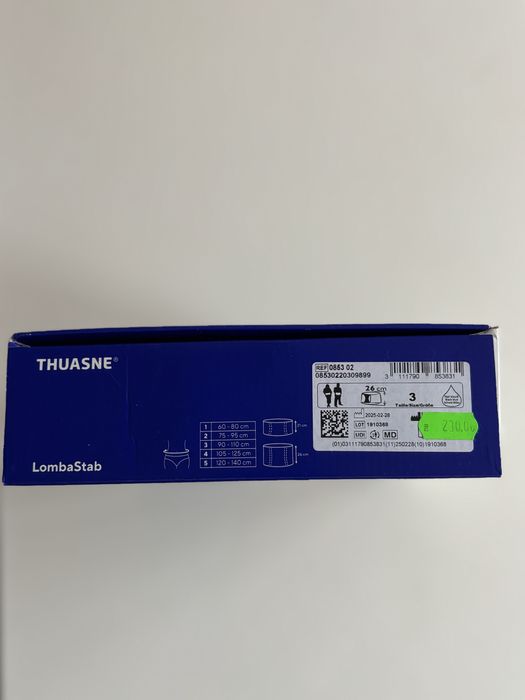 THUASNE®
LombaStab
1 60 - 80 cm
2 75 - 95 cm
3 90 - 110 cm
4 105 - 125 cm
5 120 - 140 cm
21 cm
26 cm
REF 0853 02
08530220309899
3 111790 853831
26 cm
3
Taille/Size/Größe
2025-02-28
LOT 1910368
UDI MD
(01)03111790853831(11)250228(10)1910368